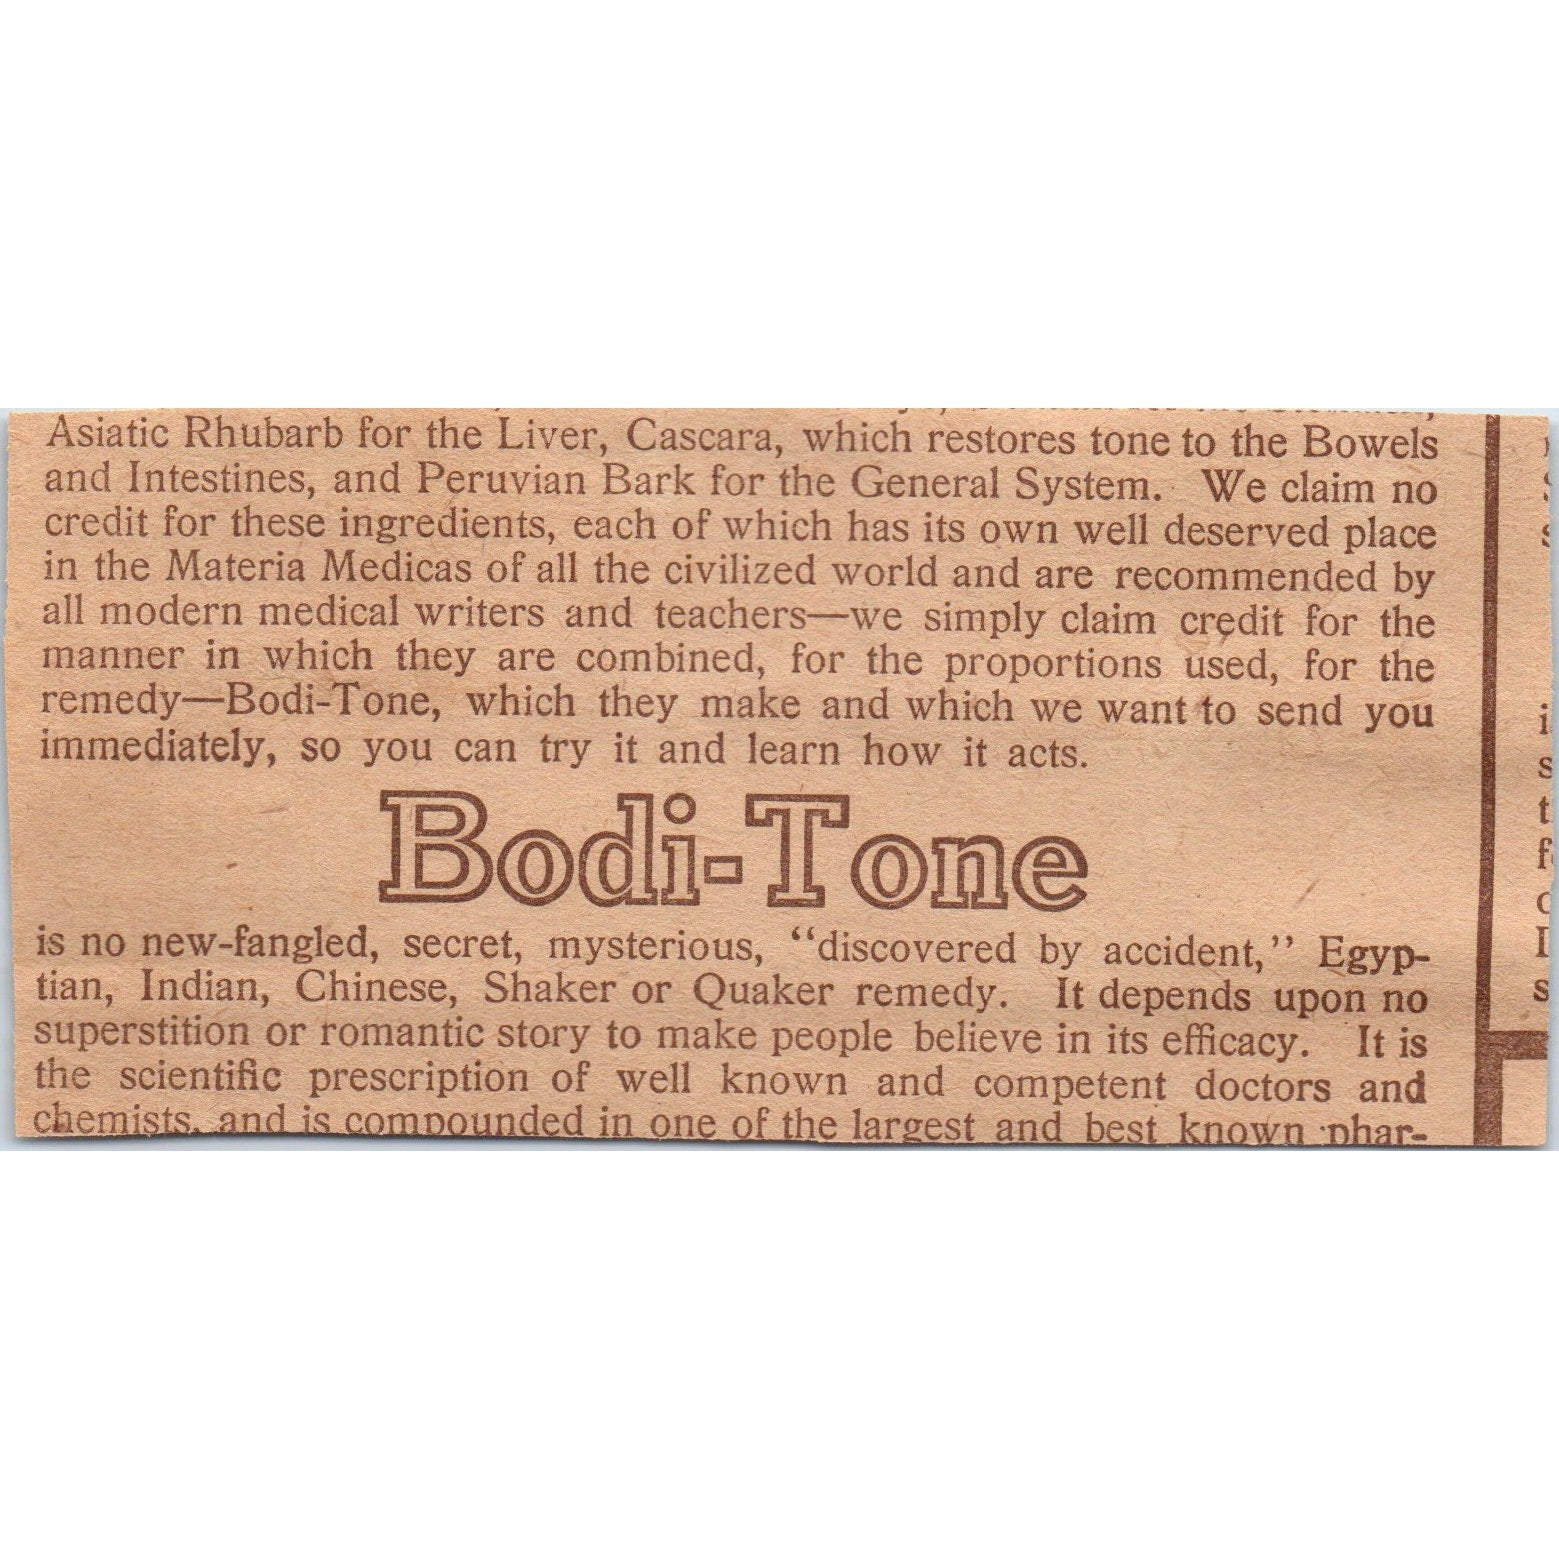 Asiatic Rhubarb for the Liver, Cascara, which restores tone to the Bowels
and Intestines, and Peruvian Bark for the General System. We claim no
credit for these ingredients, each of which has its own well deserved place
in the Materia Medicas of all the civilized world and are recommended by
all modern medical writers and teachers—we simply claim credit for the
manner in which they are combined, for the proportions used, for the
remedy—Bodi-Tone, which they make and which we want to send you
immediately, so you can try it and learn how it acts.
Bodi-Tone
is no new-fangled, secret, mysterious, “discovered by accident,” Egyp-
tian, Indian, Chinese, Shaker or Quaker remedy. It depends upon no
superstition or romantic story to make people believe in its efficacy. It is
the scientific prescription of well known and competent doctors and
chemists, and is compounded in one of the largest and best known phar-